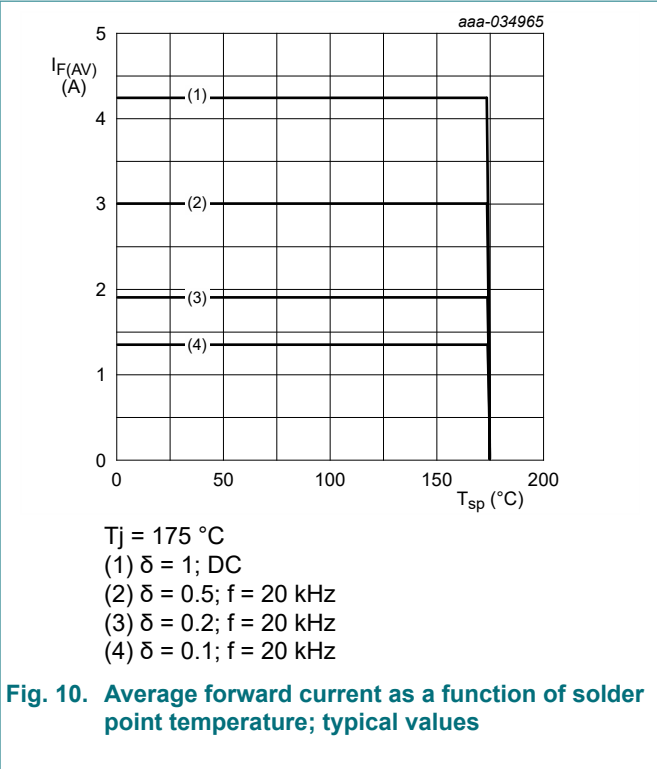 aaa-034965
5
I_F(AV)
(A)
4
3
2
1
0
(1)
(2)
(3)
(4)
0 50 100 150 200
T_sp (°C)
Tj = 175 °C
(1) δ = 1; DC
(2) δ = 0.5; f = 20 kHz
(3) δ = 0.2; f = 20 kHz
(4) δ = 0.1; f = 20 kHz
Fig. 10. Average forward current as a function of solder
point temperature; typical values